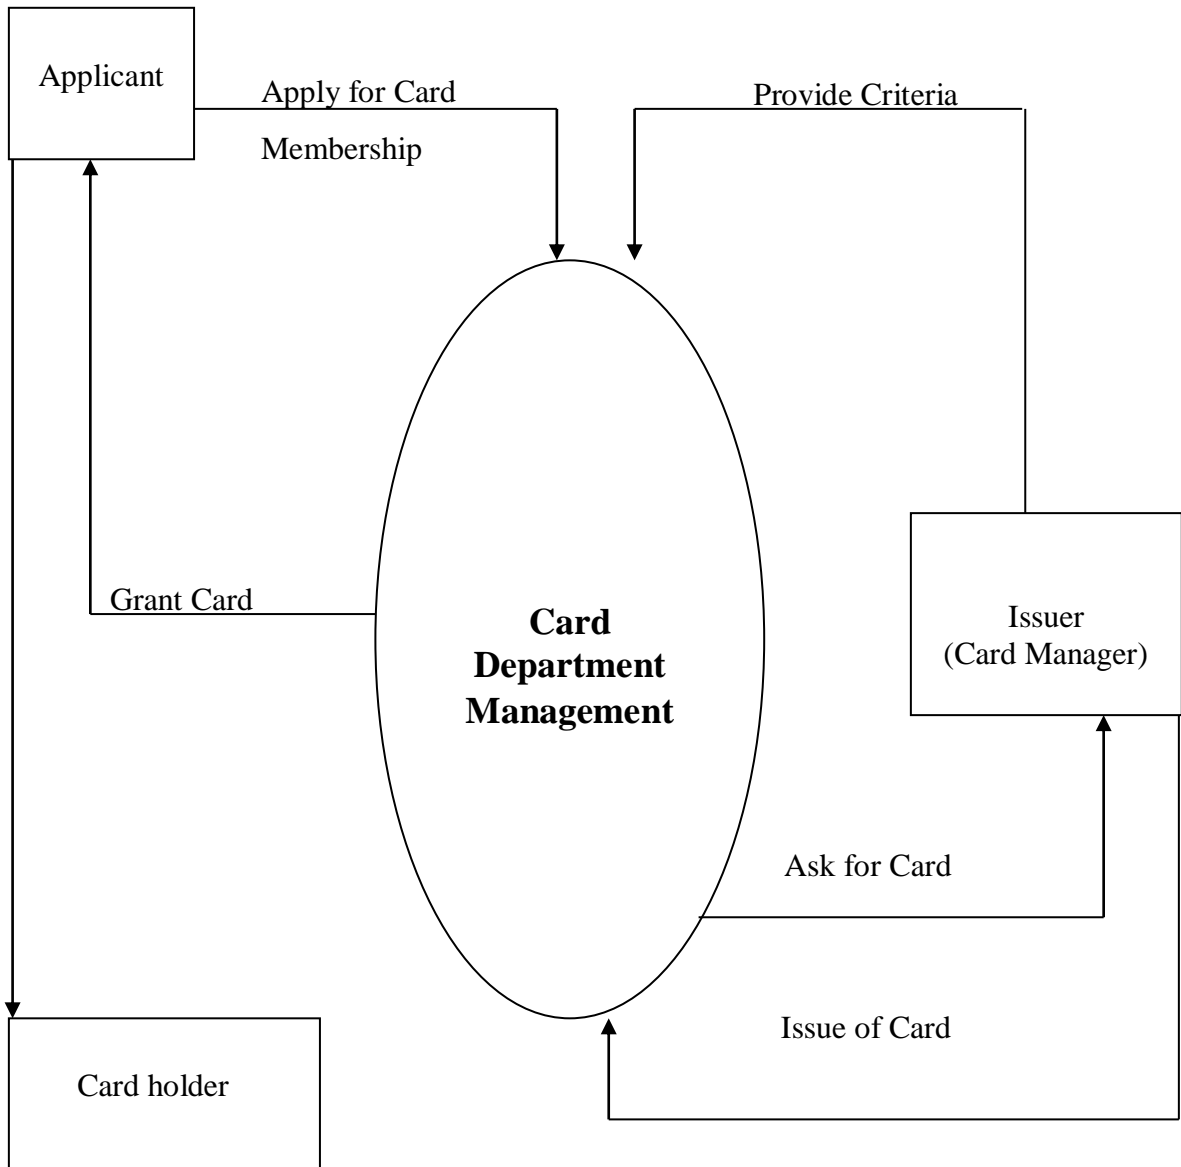 Applicant
Apply for Card
Membership
Provide Criteria
Grant Card
Card
Department
Management
Issuer
(Card Manager)
Ask for Card
Issue of Card
Card holder